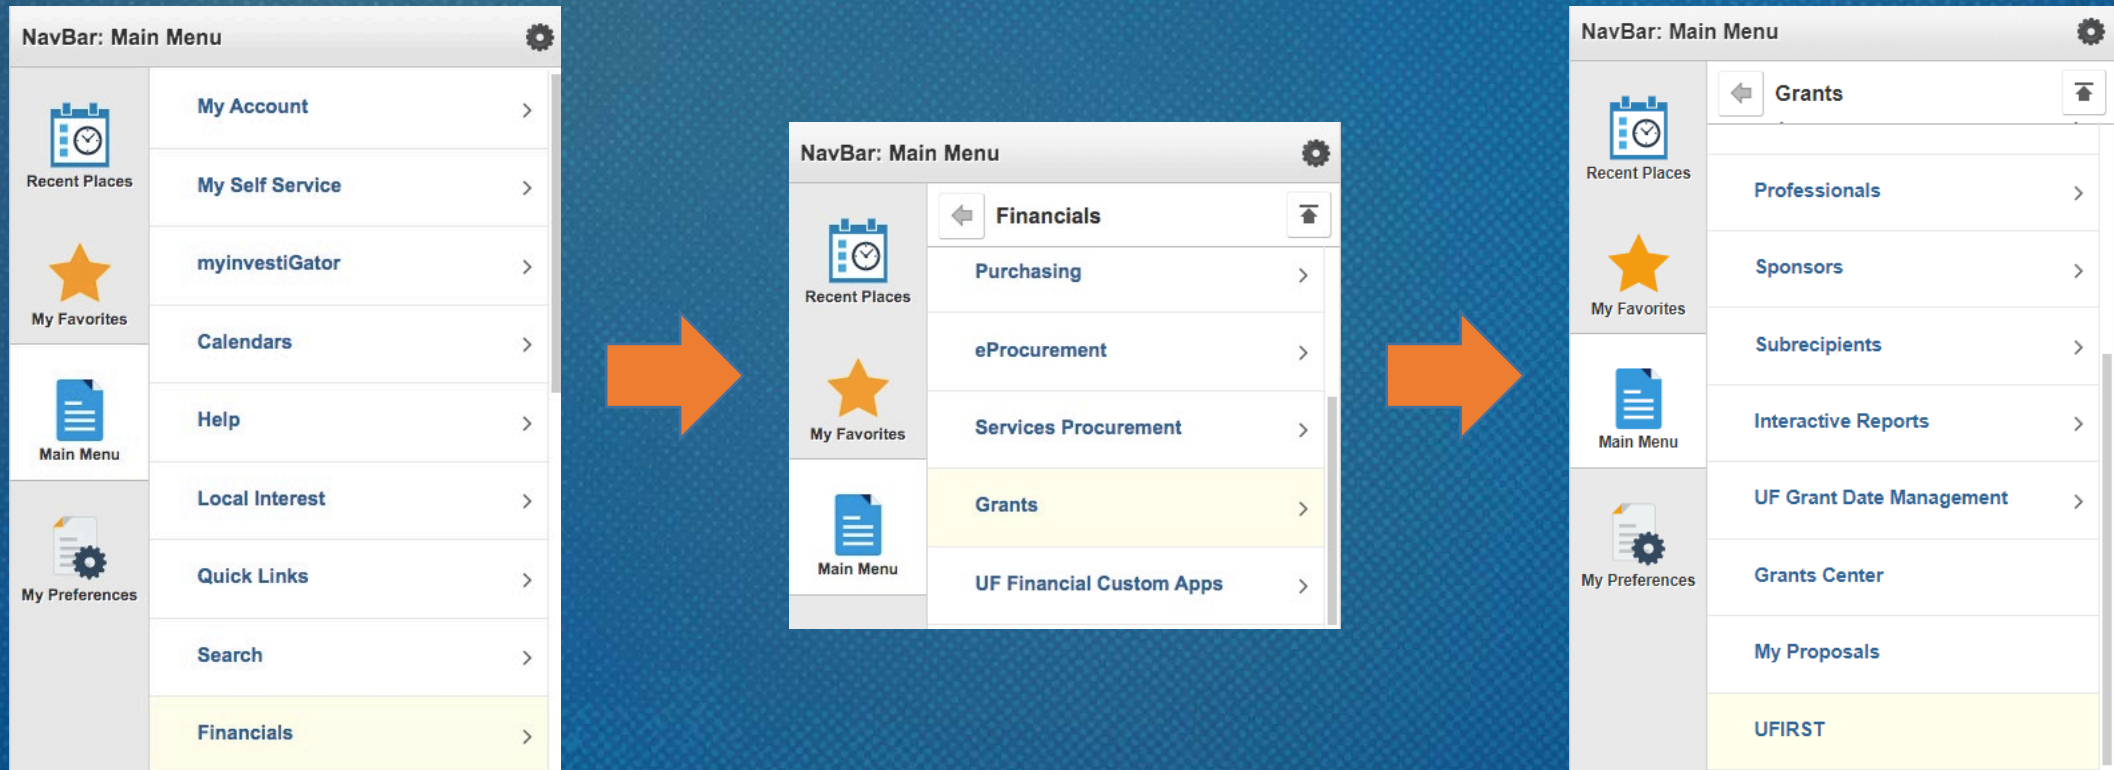 NavBar: Main Menu
Recent Places
My Favorites
Main Menu
My Preferences
My Account
My Self Service
myinvestiGator
Calendars
Help
Local Interest
Quick Links
Search
Financials
NavBar: Main Menu
Recent Places
My Favorites
Main Menu
Financials
Purchasing
eProcurement
Services Procurement
Grants
UF Financial Custom Apps
NavBar: Main Menu
Recent Places
My Favorites
Main Menu
My Preferences
Grants
Professionals
Sponsors
Subrecipients
Interactive Reports
UF Grant Date Management
Grants Center
My Proposals
UFIRST